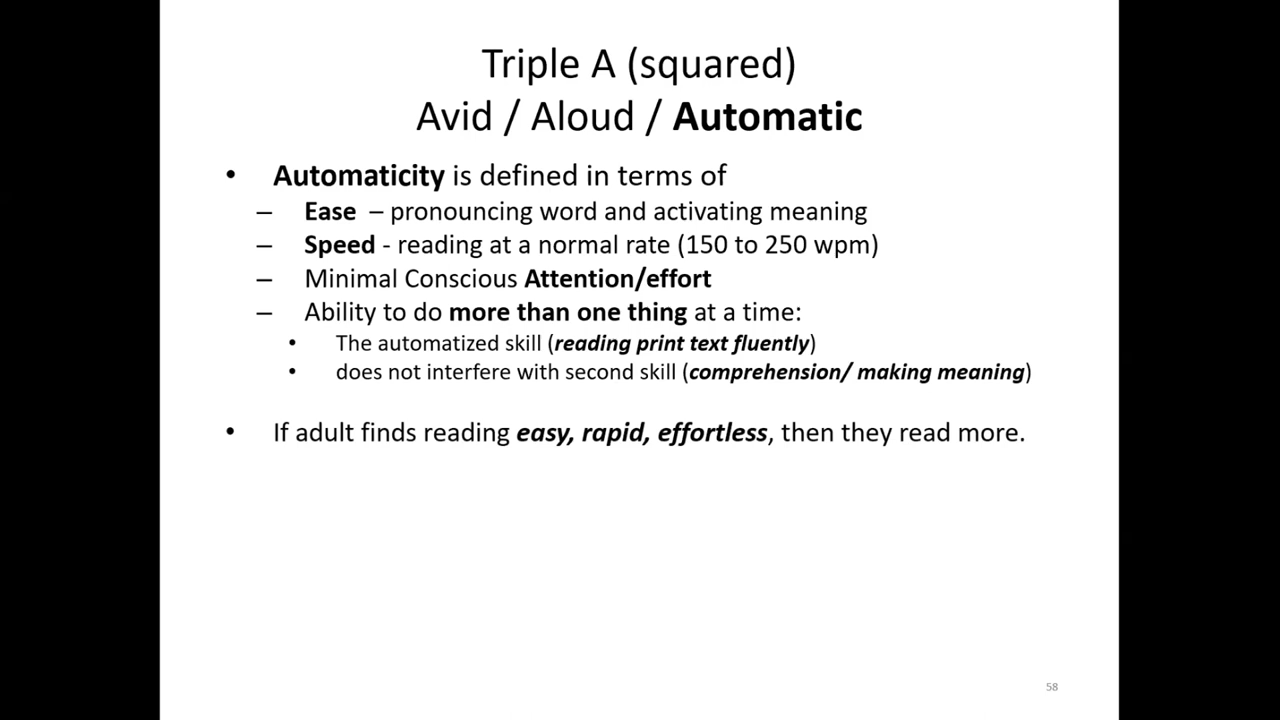 Triple A (squared)
Avid / Aloud / Automatic
• Automaticity is defined in terms of
– Ease – pronouncing word and activating meaning
– Speed - reading at a normal rate (150 to 250 wpm)
– Minimal Conscious Attention/effort
– Ability to do more than one thing at a time:
• The automatized skill (reading print text fluently)
• does not interfere with second skill (comprehension/ making meaning)
• If adult finds reading easy, rapid, effortless, then they read more.
58